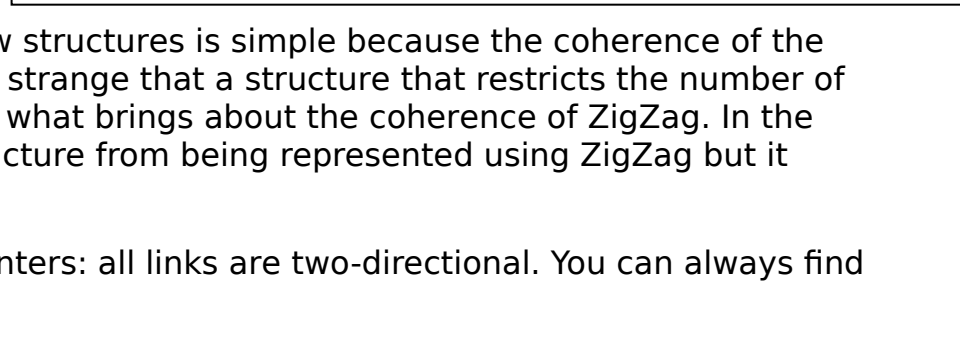 structures is simple because the coherence of the
strange that a structure that restricts the number of
what brings about the coherence of ZigZag. In the
cture from being represented using ZigZag but it
nters: all links are two-directional. You can always find